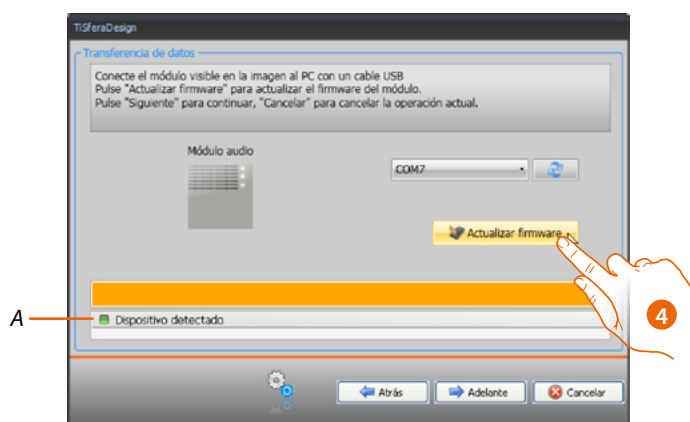 TiSferaDesign
Transferencia de datos
Conecte el módulo visible en la imagen al PC con un cable USB
Pulse "Actualizar firmware" para actualizar el firmware del módulo.
Pulse "Siguiente" para continuar, "Cancelar" para cancelar la operación actual.
Módulo audio
COM7
Actualizar firmware
A
Dispositivo detectado
4
Atrás
Adelante
Cancelar